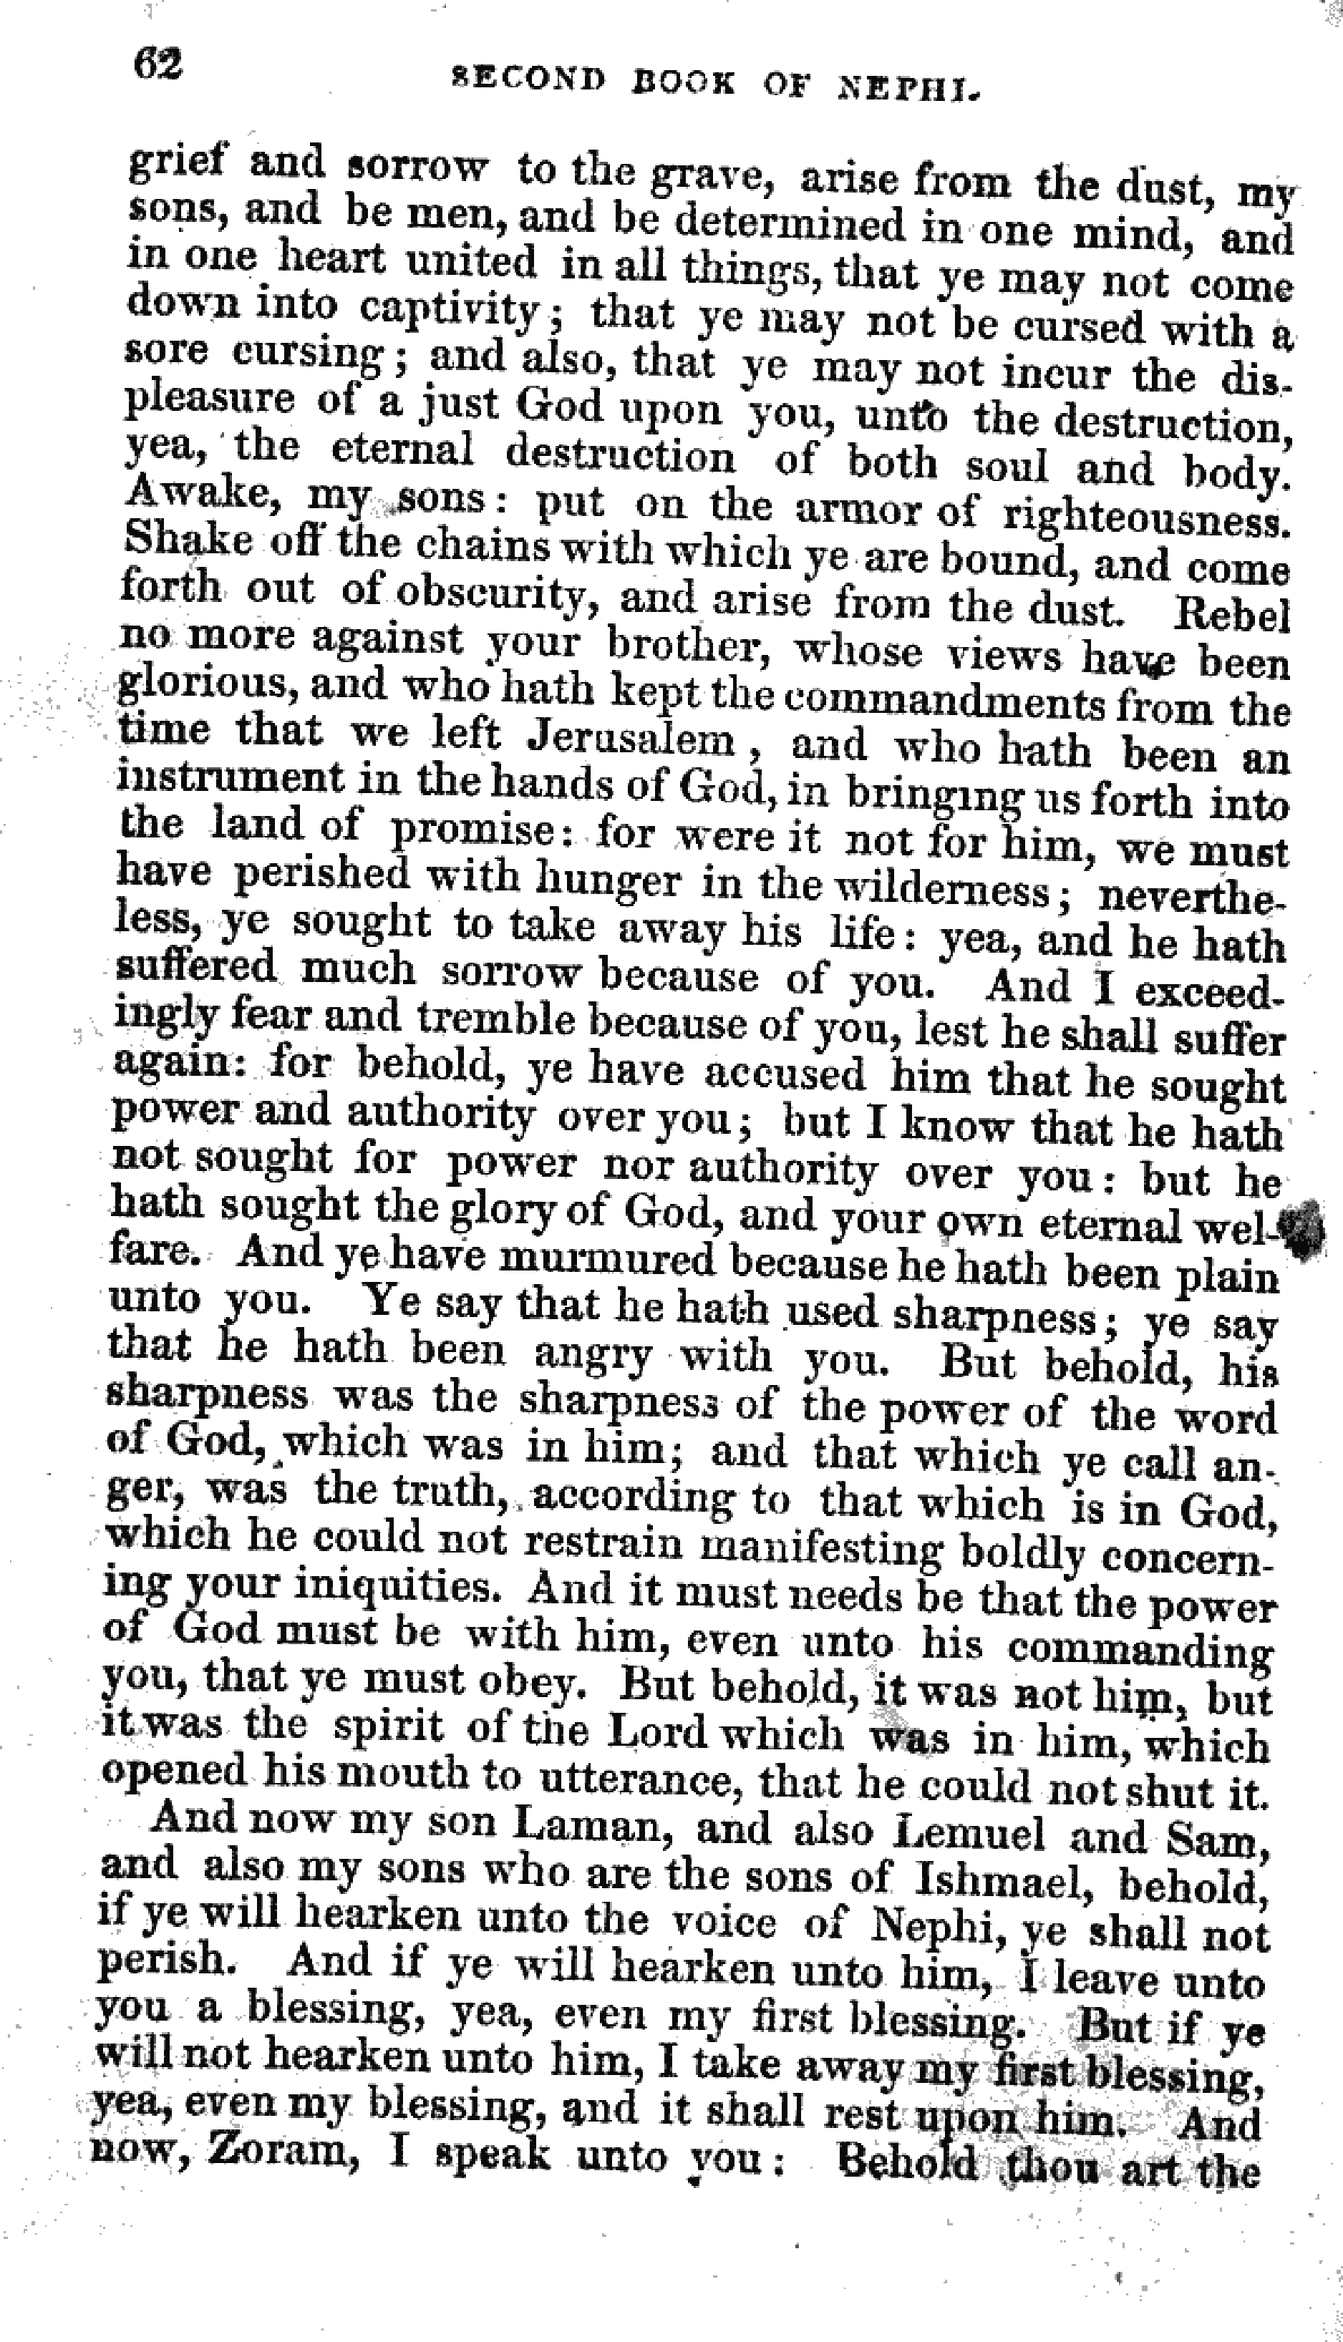 62
SECOND BOOK OF NEPHI.
grief and sorrow to the grave, arise from the dust, my
sons, and be men, and be determined in one mind, and
in one heart united in all things, that ye may not come
down into captivity; that ye may not be cursed with a
sore cursing; and also, that ye may not incur the dis-
pleasure of a just God upon you, unto the destruction,
yea, the eternal destruction of both soul and body.
Awake, my sons: put on the armor of righteousness.
Shake off the chains with which ye are bound, and come
forth out of obscurity, and arise from the dust. Rebel
no more against your brother, whose views have been
glorious, and who hath kept the commandments from the
time that we left Jerusalem, and who hath been an
instrument in the hands of God, in bringing us forth into
the land of promise: for were it not for him, we must
have perished with hunger in the wilderness; neverthe-
less, ye sought to take away his life: yea, and he hath
suffered much sorrow because of you. And I exceed-
ingly fear and tremble because of you, lest he shall suffer
again: for behold, ye have accused him that he sought
power and authority over you; but I know that he hath
not sought for power nor authority over you: but he
hath sought the glory of God, and your own eternal wel-
fare. And ye have murmured because he hath been plain
unto you. Ye say that he hath used sharpness; ye say
that he hath been angry with you. But behold, his
sharpness was the sharpness of the power of the word
of God, which was in him; and that which ye call an-
ger, was the truth, according to that which is in God,
which he could not restrain manifesting boldly concern-
ing your iniquities. And it must needs be that the power
of God must be with him, even unto his commanding
you, that ye must obey. But behold, it was not him, but
it was the spirit of the Lord which was in him, which
opened his mouth to utterance, that he could not shut it.
And now my son Laman, and also Lemuel and Sam,
and also my sons who are the sons of Ishmael, behold,
if ye will hearken unto the voice of Nephi, ye shall not
perish. And if ye will hearken unto him, I leave unto
you a blessing, yea, even my first blessing. But if ye
will not hearken unto him, I take away my first blessing,
yea, even my blessing, and it shall rest upon him. And
now, Zoram, I speak unto you: Behold thou art the